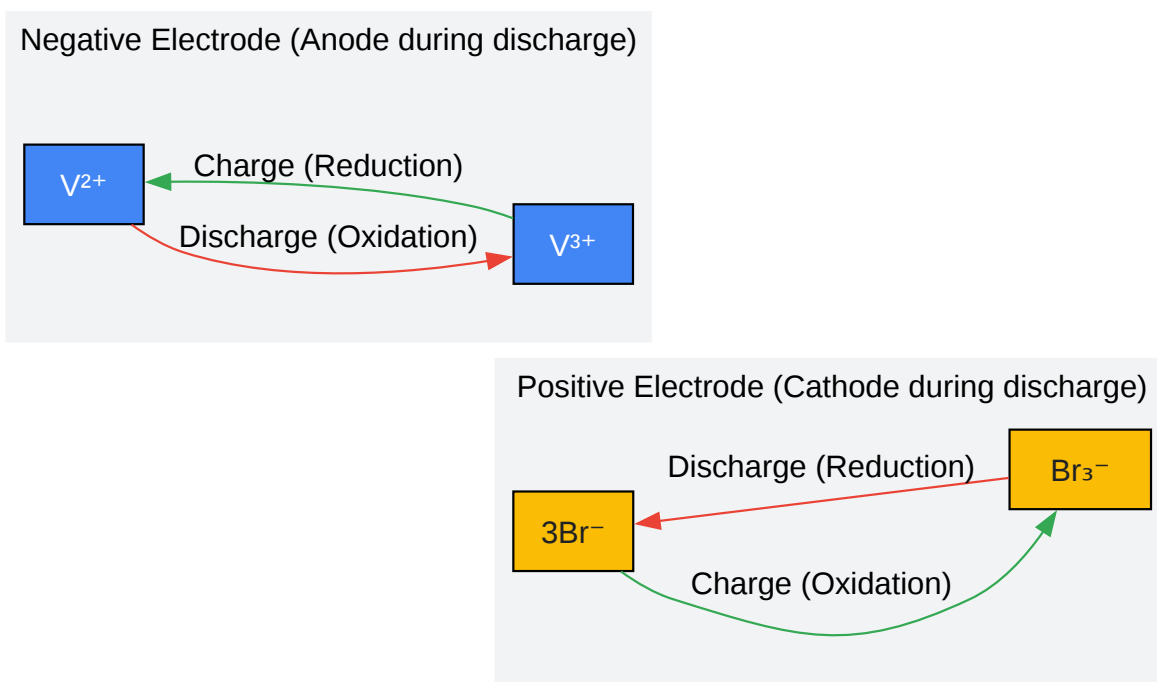 Negative Electrode (Anode during discharge)
Charge (Reduction)
V²⁺
Discharge (Oxidation)
V³⁺
Positive Electrode (Cathode during discharge)
Discharge (Reduction)
Br₃⁻
3Br⁻
Charge (Oxidation)